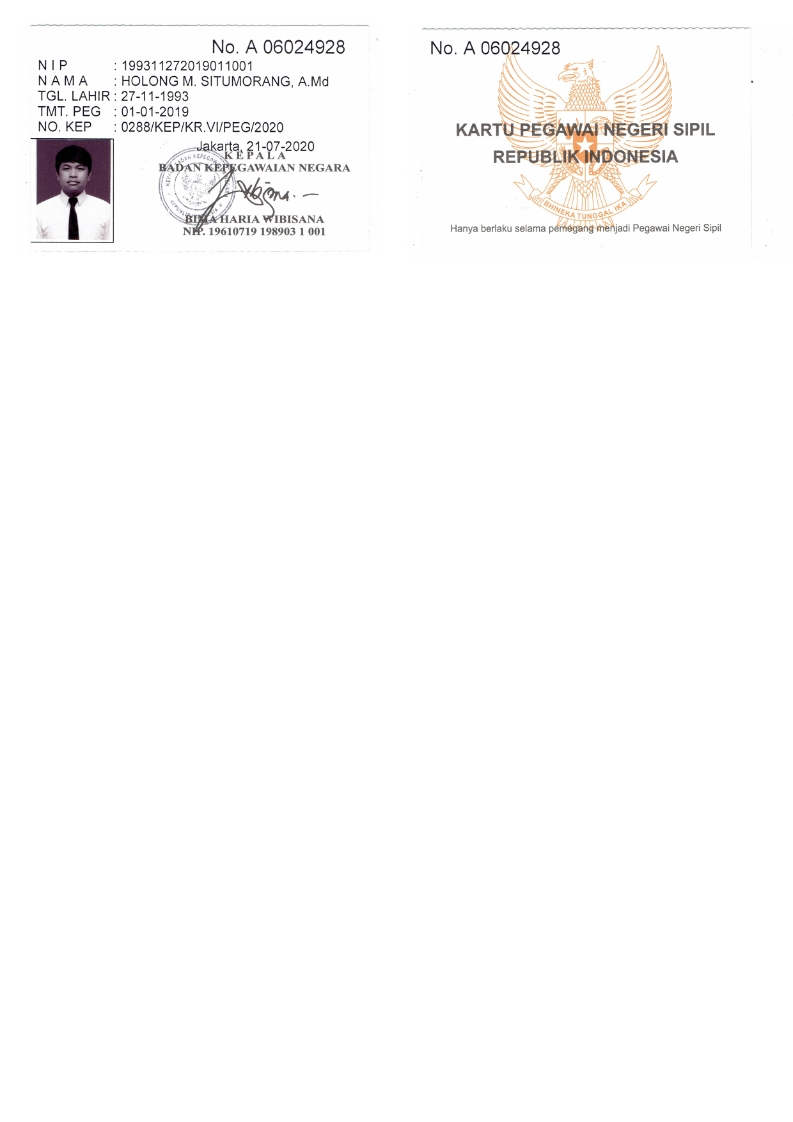 No. A 06024928
N I P : 199311272019011001
N A M A : HOLONG M. SITUMORANG, A.Md
TGL. LAHIR : 27-11-1993
TMT. PEG : 01-01-2019
NO. KEP : 0288/KEP/KR.VI/PEG/2020
Jakarta, 21-07-2020
K E P A L A
BADAN KEPEGAWAIAN NEGARA
BIMA HARIA WIBISANA
NIP. 19610719 198903 1 001
No. A 06024928
KARTU PEGAWAI NEGERI SIPIL
REPUBLIK INDONESIA
BHINEKA TUNGGAL IKA
Hanya berlaku selama pemegang menjadi Pegawai Negeri Sipil